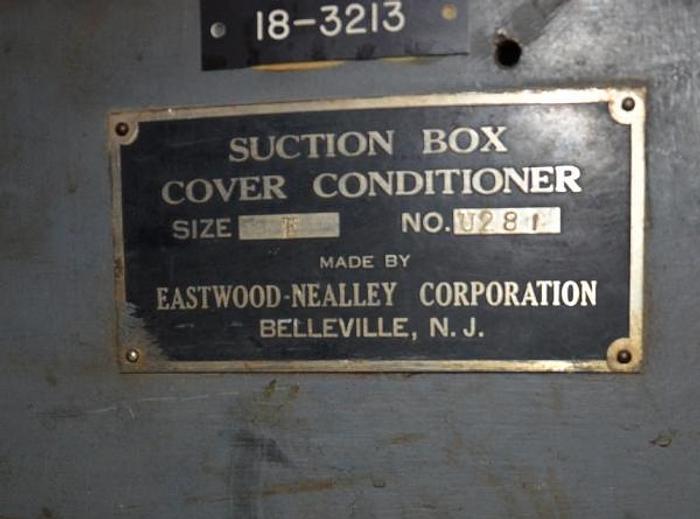 18-3213
SUCTION BOX
COVER CONDITIONER
SIZE E NO. U281
MADE BY
EASTWOOD-NEALLEY CORPORATION
BELLEVILLE, N. J.